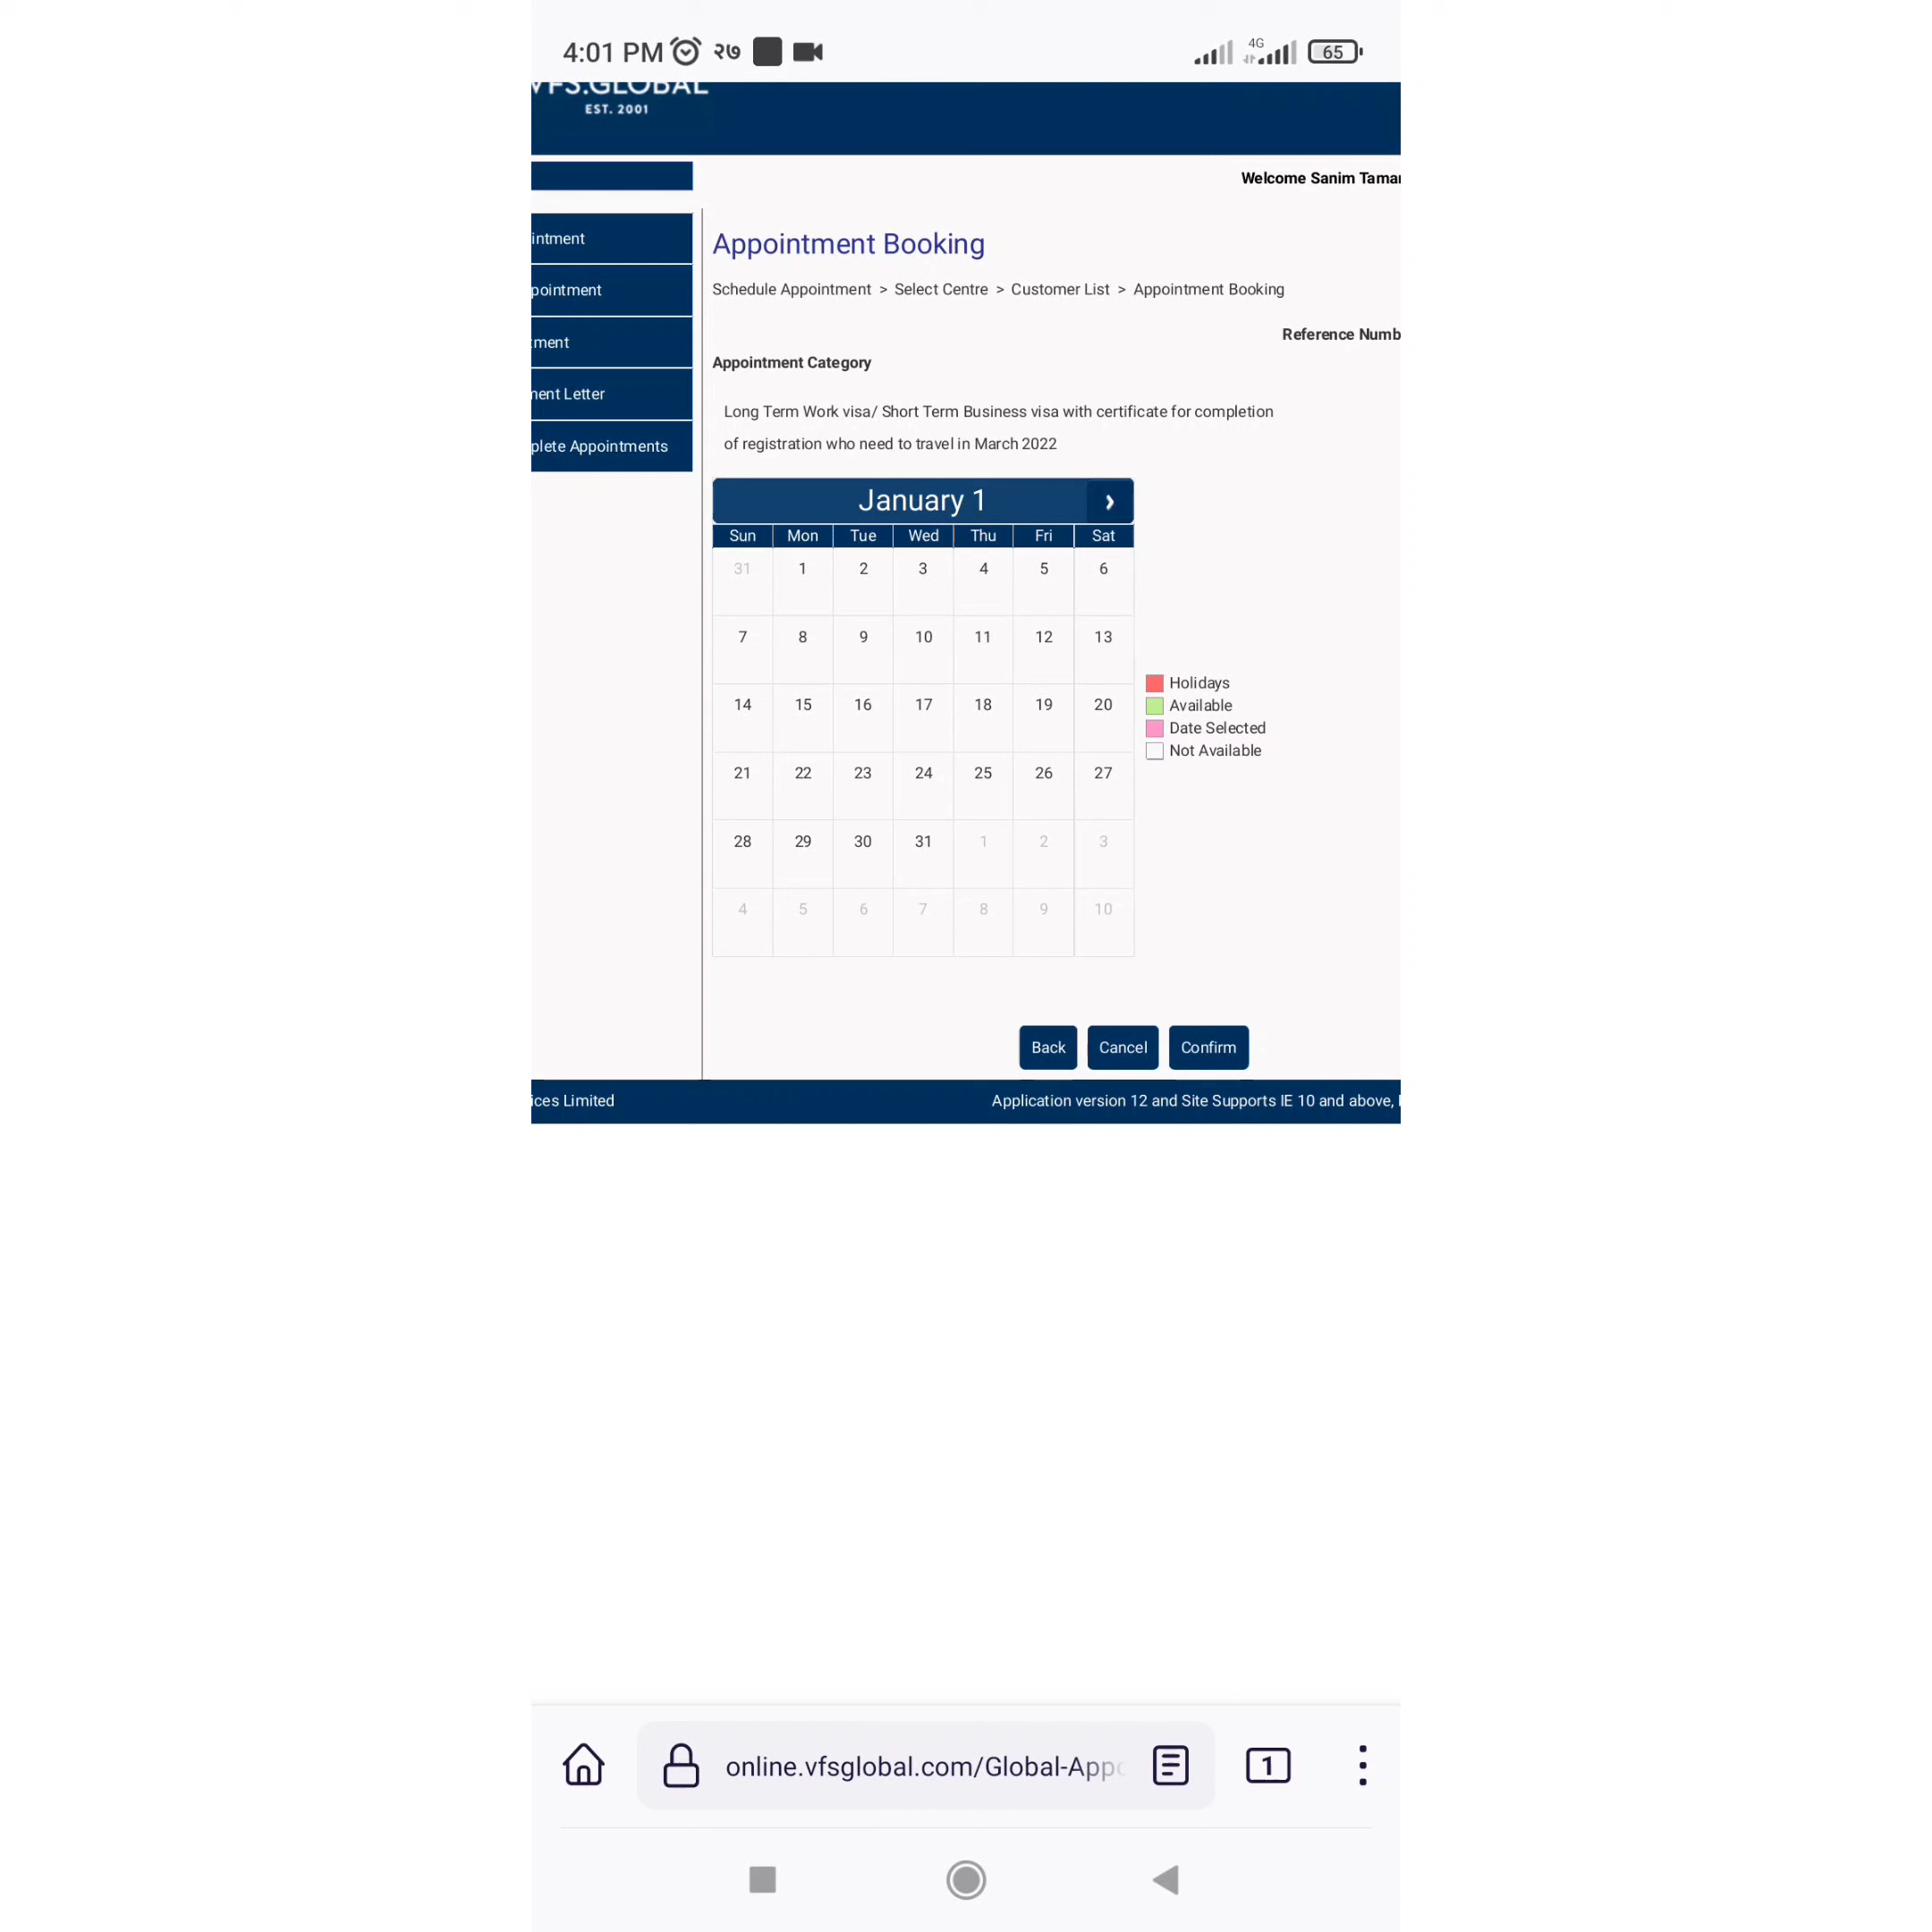 4:01 PM २७ 4G 65
VFS.GLOBAL
EST. 2001
Welcome Sanim Tamar
intment
pointment
tment
nent Letter
plete Appointments
Appointment Booking
Schedule Appointment > Select Centre > Customer List > Appointment Booking
Reference Numb
Appointment Category
Long Term Work visa/ Short Term Business visa with certificate for completion
of registration who need to travel in March 2022
January 1 ›
Sun Mon Tue Wed Thu Fri Sat
31 1 2 3 4 5 6
7 8 9 10 11 12 13
14 15 16 17 18 19 20
21 22 23 24 25 26 27
28 29 30 31 1 2 3
4 5 6 7 8 9 10
Holidays
Available
Date Selected
Not Available
Back Cancel Confirm
ices Limited
Application version 12 and Site Supports IE 10 and above,
online.vfsglobal.com/Global-Appo
1